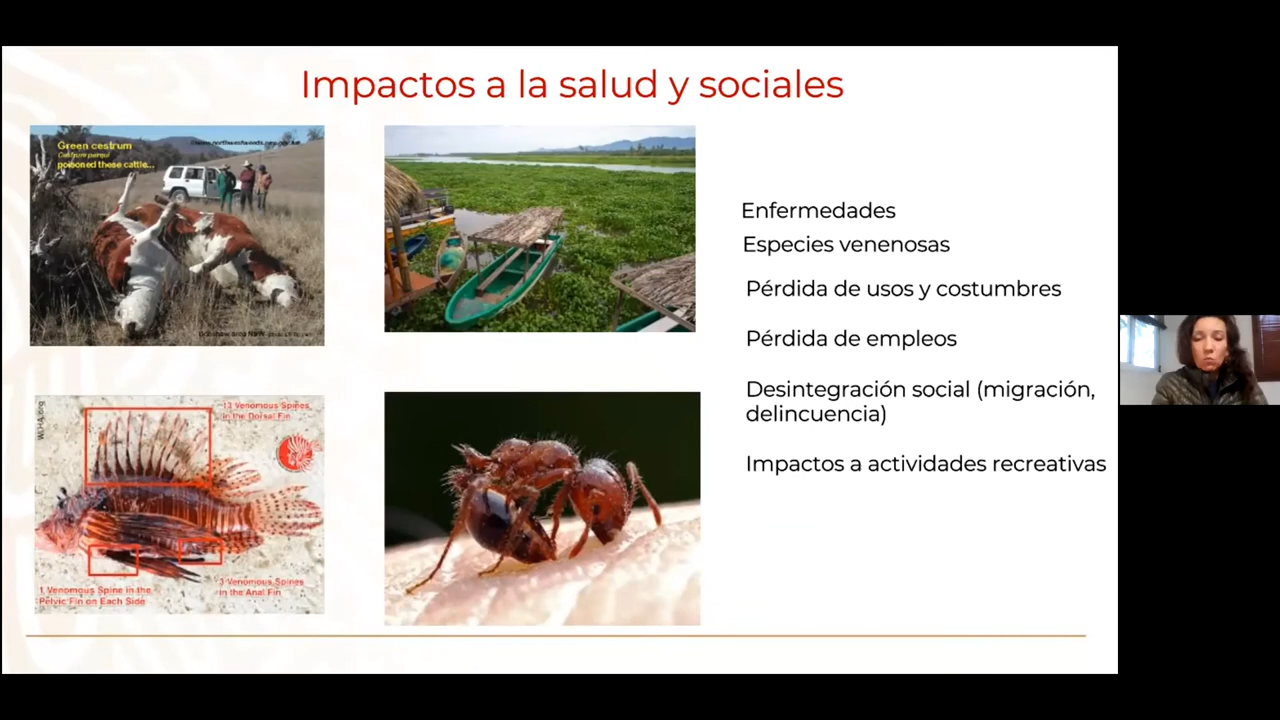 Impactos a la salud y sociales
Green cestrum
Cestrum parqui
poisoned these cattle...
Enfermedades
Especies venenosas
Pérdida de usos y costumbres
Pérdida de empleos
Desintegración social (migración,
delincuencia)
Impactos a actividades recreativas
13 Venomous Spines
in the Dorsal Fin
1 Venomous Spine in the
Pelvic Fin on Each Side
3 Venomous Spines
in the Anal Fin